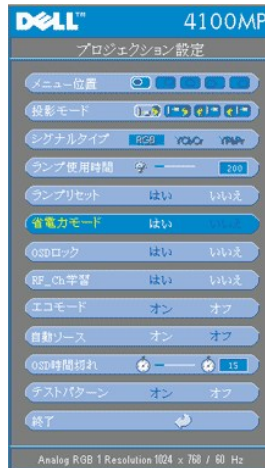 DELL™ 4100MP
プロジェクション設定
メニュー位置
投影モード
シグナルタイプ RGB YCbCr YPbPr
ランプ使用時間 200
ランプリセット はい いいえ
省電力モード はい いいえ
OSDロック はい いいえ
RF_Ch学習 はい いいえ
エコモード オン オフ
自動ソース オン オフ
OSD時間切れ 15
テストパターン オン オフ
終了
Analog RGB 1 Resolution 1024 x 768 / 60 Hz